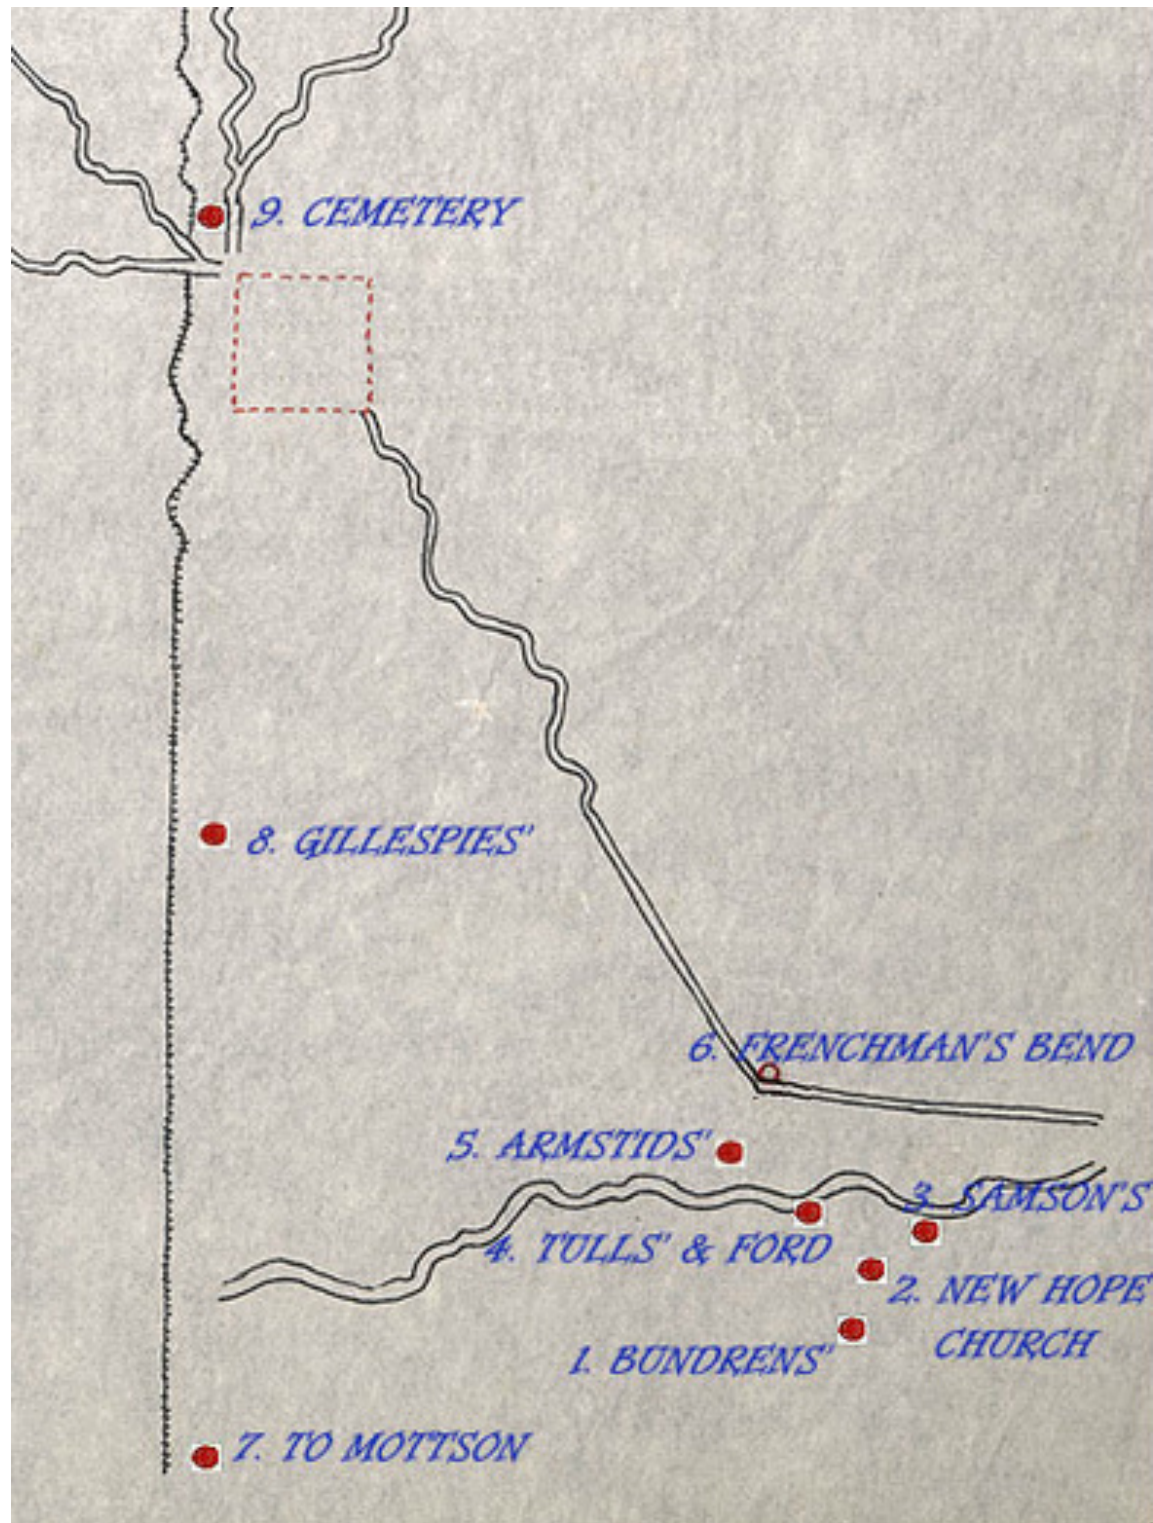 9. CEMETERY
8. GILLESPIES'
6. FRENCHMAN'S BEND
5. ARMSTIDS'
3. SAMSON'S
4. TULLS' & FORD
2. NEW HOPE
CHURCH
1. BUNDRENS'
7. TO MOTTSON